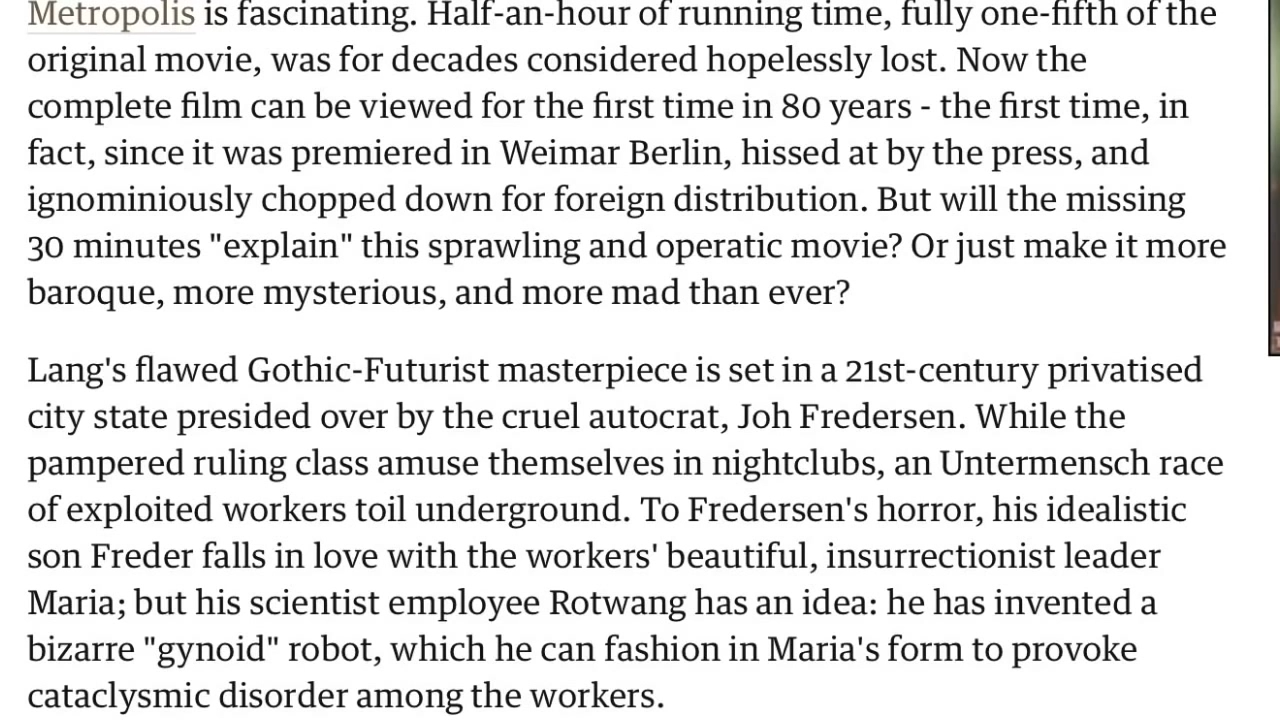 Metropolis is fascinating. Half-an-hour of running time, fully one-fifth of the
original movie, was for decades considered hopelessly lost. Now the
complete film can be viewed for the first time in 80 years - the first time, in
fact, since it was premiered in Weimar Berlin, hissed at by the press, and
ignominiously chopped down for foreign distribution. But will the missing
30 minutes "explain" this sprawling and operatic movie? Or just make it more
baroque, more mysterious, and more mad than ever?
Lang's flawed Gothic-Futurist masterpiece is set in a 21st-century privatised
city state presided over by the cruel autocrat, Joh Fredersen. While the
pampered ruling class amuse themselves in nightclubs, an Untermensch race
of exploited workers toil underground. To Fredersen's horror, his idealistic
son Freder falls in love with the workers' beautiful, insurrectionist leader
Maria; but his scientist employee Rotwang has an idea: he has invented a
bizarre "gynoid" robot, which he can fashion in Maria's form to provoke
cataclysmic disorder among the workers.